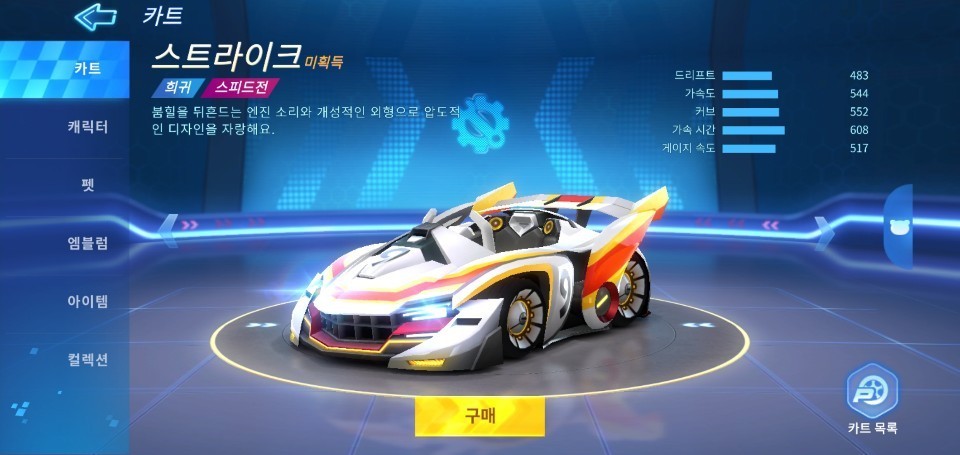 카트
스트라이크 미획득
희귀 스피드전
붐힐을 뒤흔드는 엔진 소리와 개성적인 외형으로 압도적
인 디자인을 자랑해요.
드리프트 483
가속도 544
커브 552
가속 시간 608
게이지 속도 517
카트
캐릭터
펫
엠블럼
아이템
컬렉션
9
구매
카트 목록